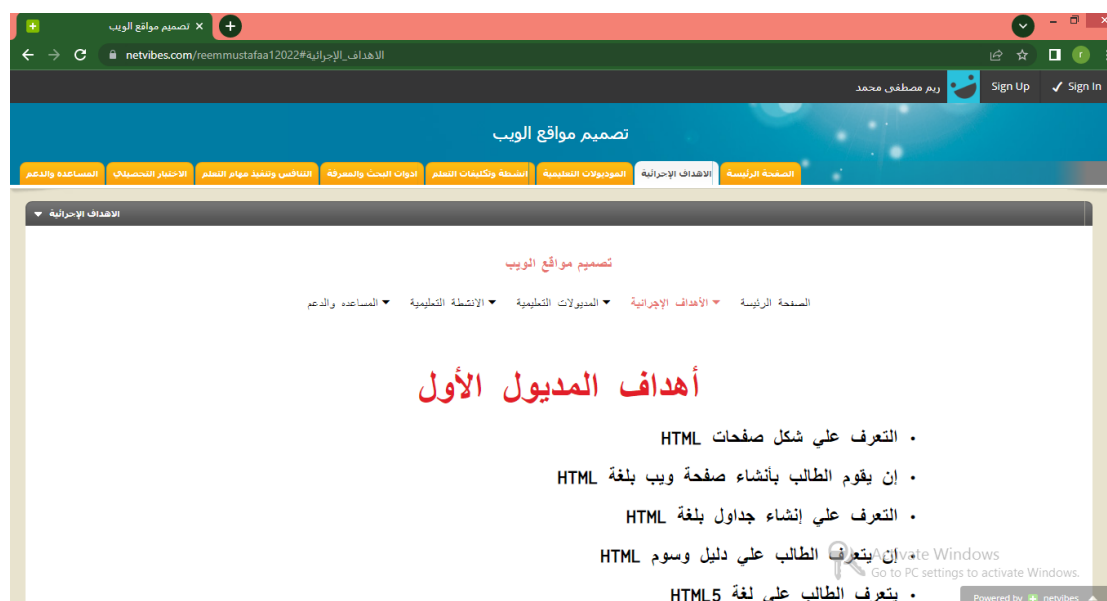 تصميم مواقع الويب
netvibes.com/reemmustafaa12022#الاهداف_الإجرائية
ريم مصطفى محمد
Sign Up
Sign In
تصميم مواقع الويب
الصفحة الرئيسة
الاهداف الإجرائية
الموديولات التعليمية
انشطة وتكليفات التعلم
ادوات البحث والمعرفة
التنافس وتنفيذ مهام التعلم
الاختبار التحصيلي
المساعده والدعم
الاهداف الإجرائية
تصميم مواقع الويب
الصفحة الرئيسة
الأهداف الإجرائية
المديولات التعليمية
الانشطة التعليمية
المساعده والدعم
أهداف المديول الأول
• التعرف علي شكل صفحات HTML
• إن يقوم الطالب بأنشاء صفحة ويب بلغة HTML
• التعرف علي إنشاء جداول بلغة HTML
• إن يتعرف الطالب علي دليل وسوم HTML
• يتعرف الطالب علي لغة HTML5
Activate Windows
Go to PC settings to activate Windows.
Powered by netvibes